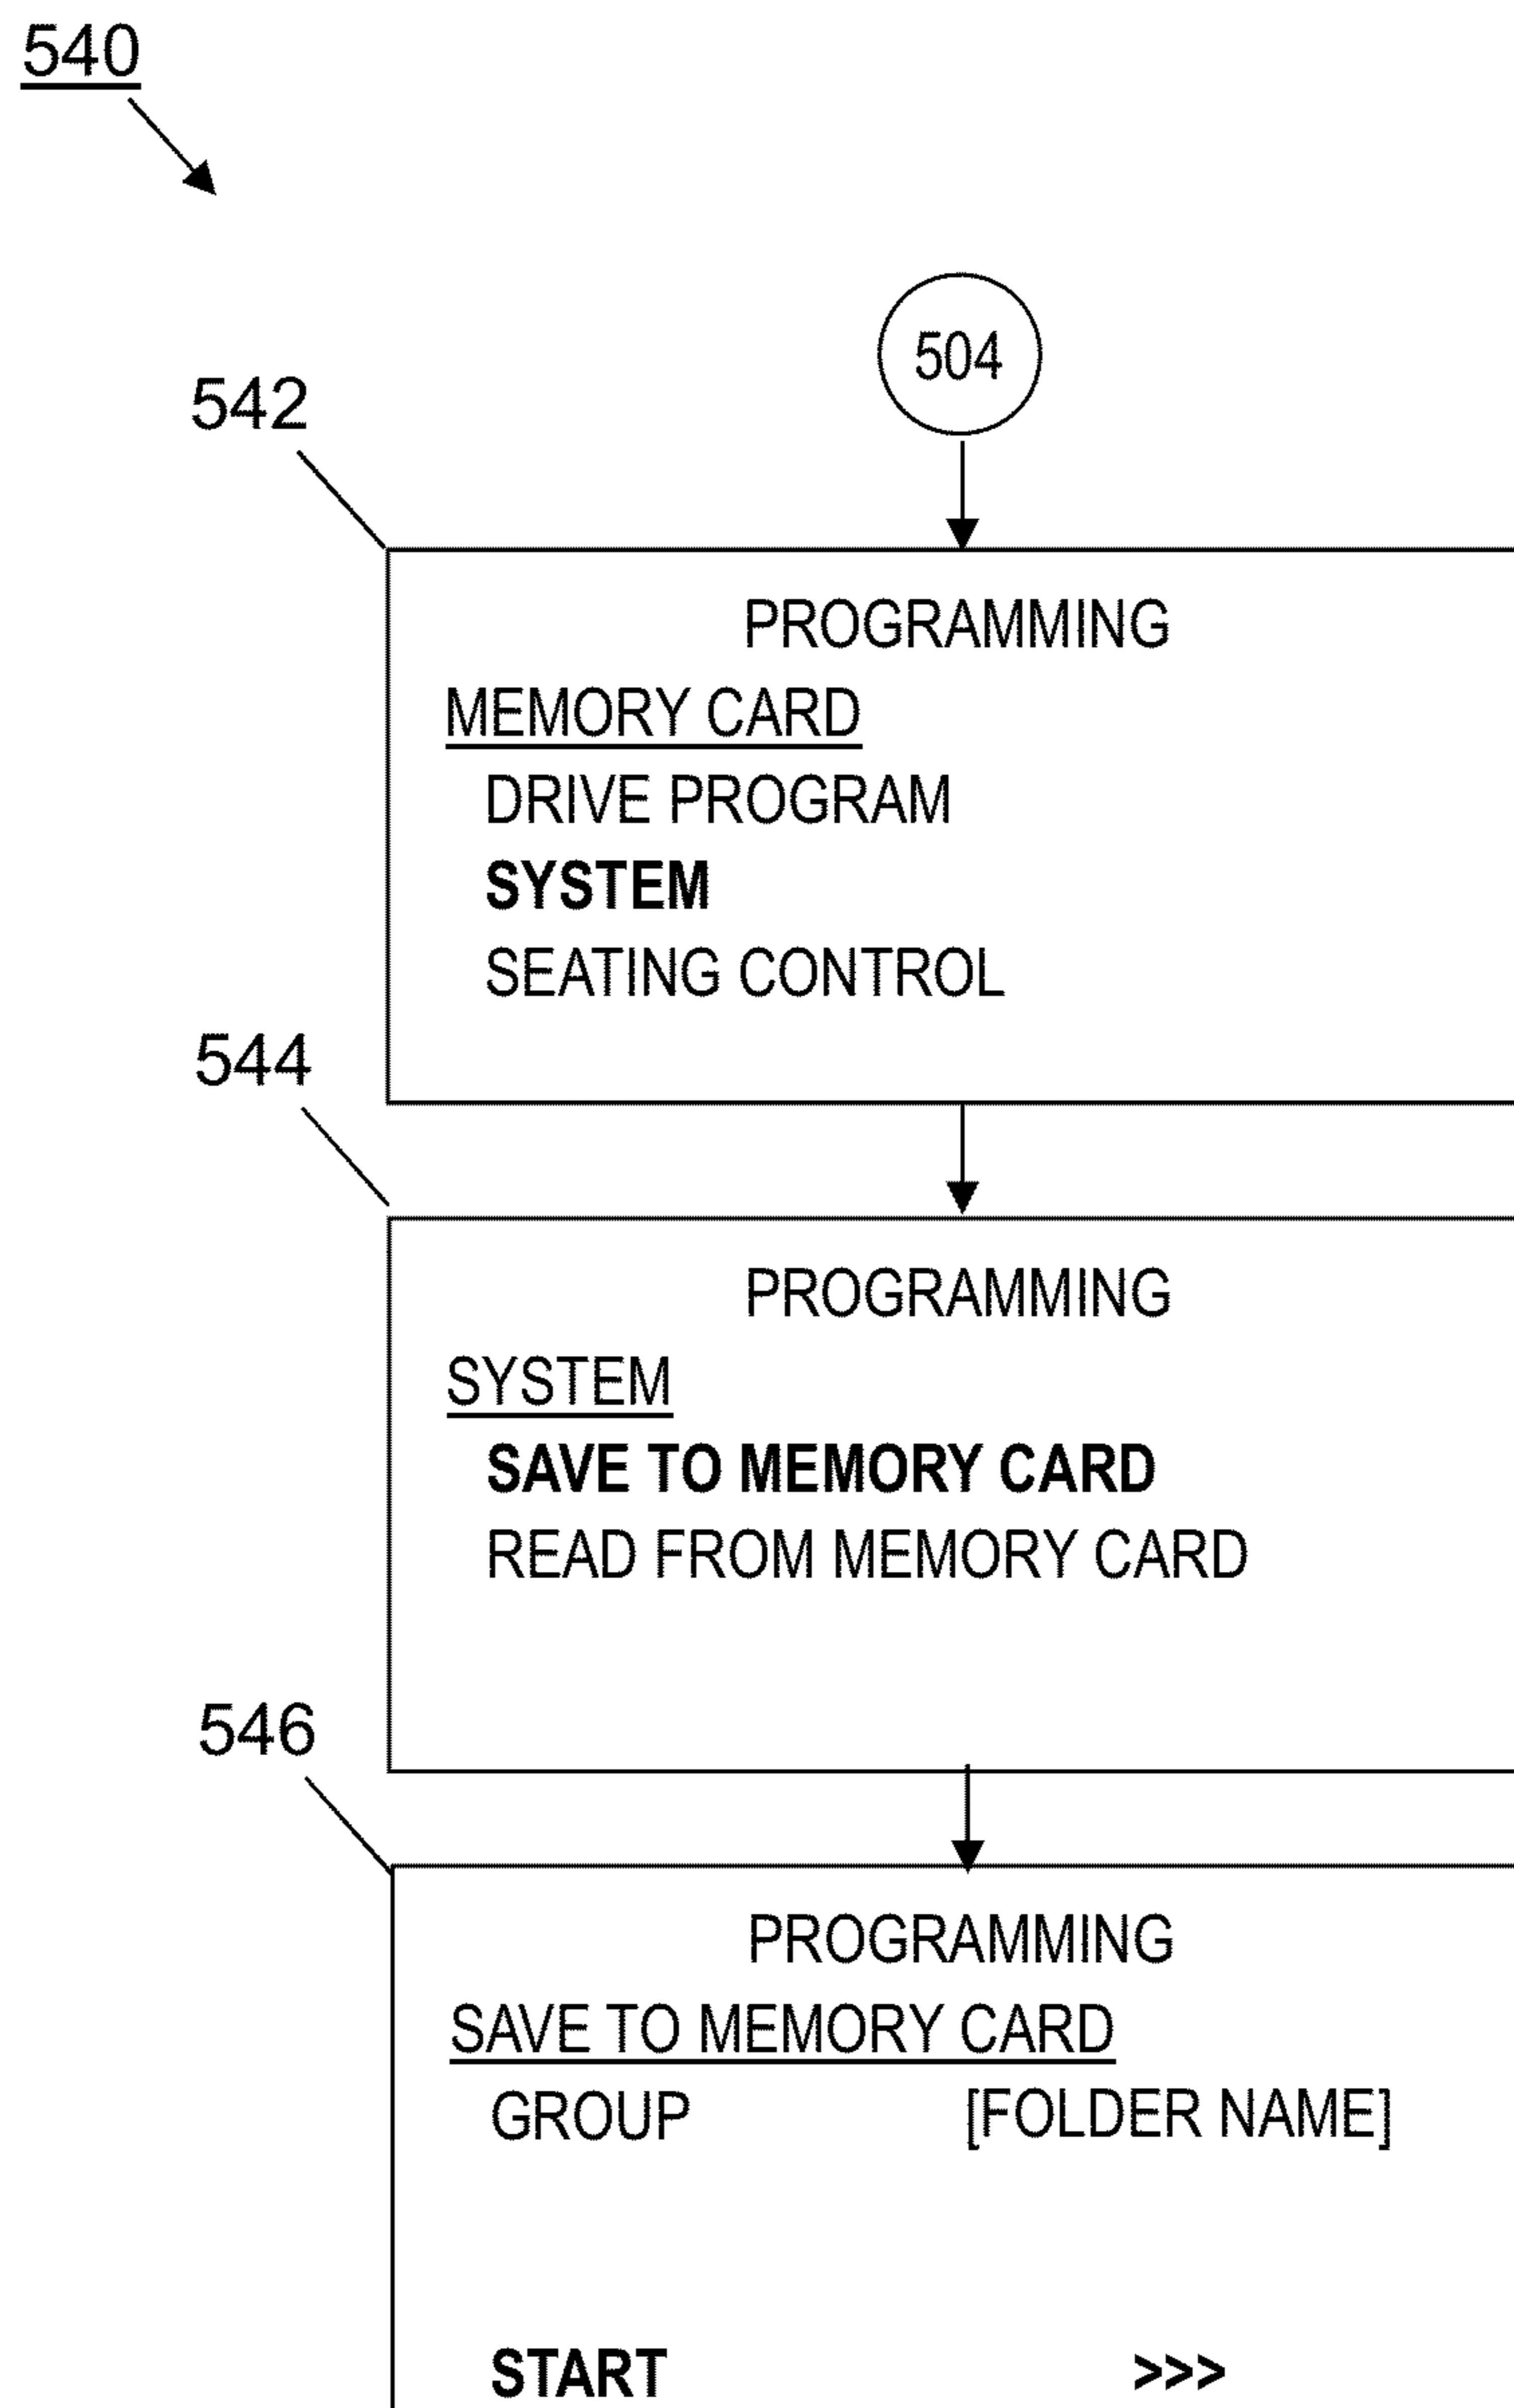 540
504
542
PROGRAMMING
MEMORY CARD
DRIVE PROGRAM
SYSTEM
SEATING CONTROL
544
PROGRAMMING
SYSTEM
SAVE TO MEMORY CARD
READ FROM MEMORY CARD
546
PROGRAMMING
SAVE TO MEMORY CARD
GROUP [FOLDER NAME]
START >>>